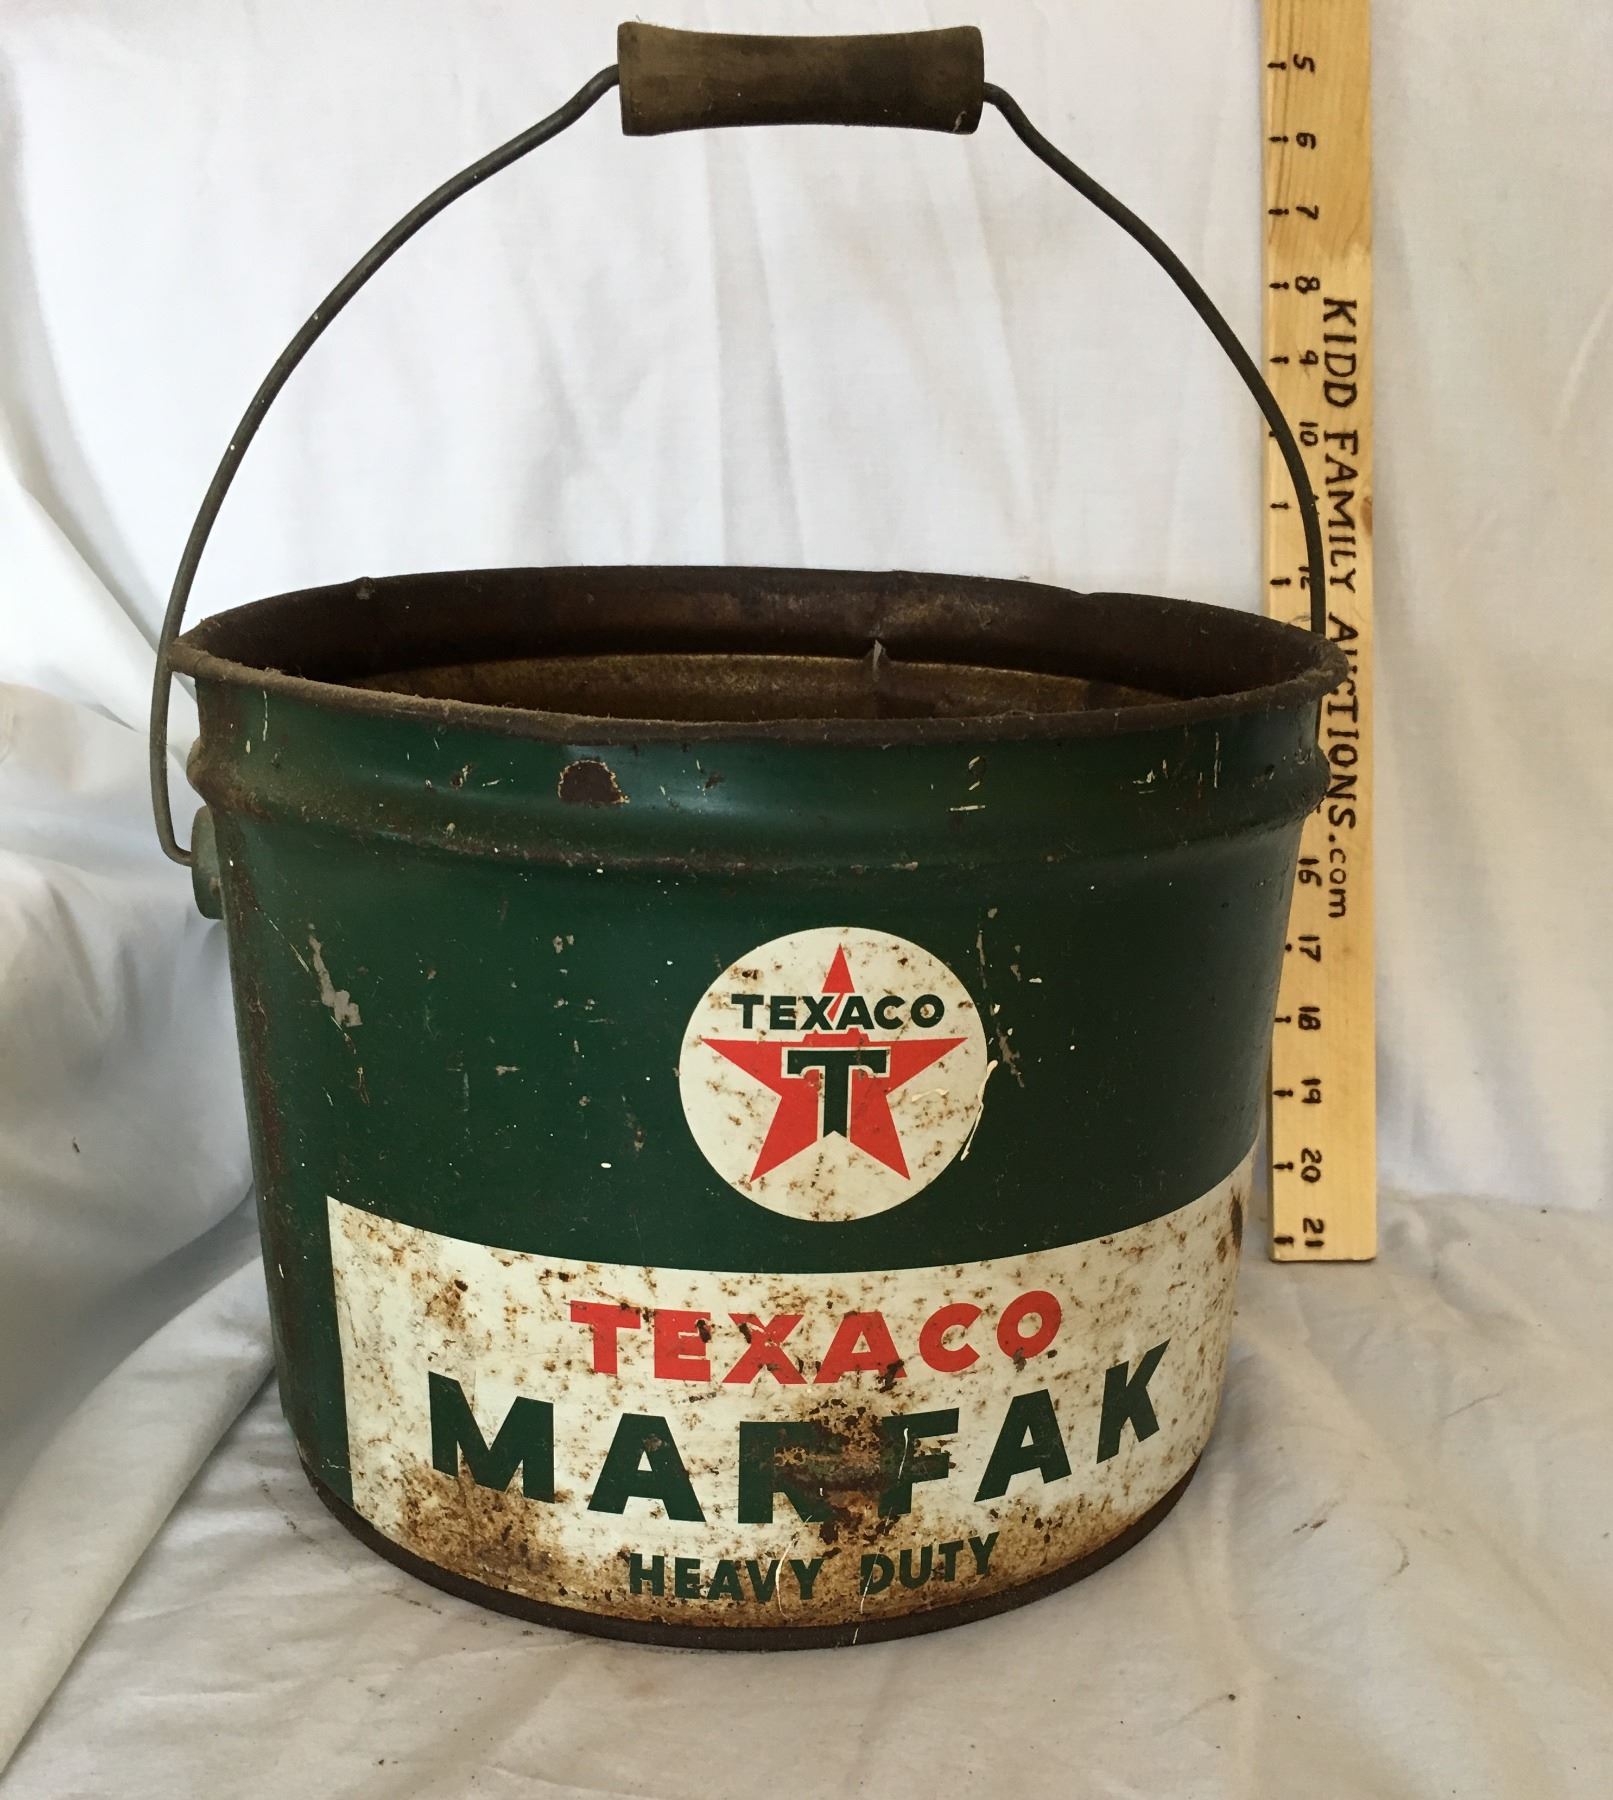 TEXACO
T
TEXACO
MARFAK
HEAVY DUTY
5
6
7
8
9
10
12
16
17
18
19
20
21
KIDD FAMILY AUCTIONS.com